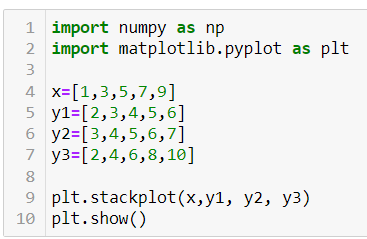 1 import numpy as np
2 import matplotlib.pyplot as plt
3
4 x=[1,3,5,7,9]
5 y1=[2,3,4,5,6]
6 y2=[3,4,5,6,7]
7 y3=[2,4,6,8,10]
8
9 plt.stackplot(x,y1, y2, y3)
10 plt.show()